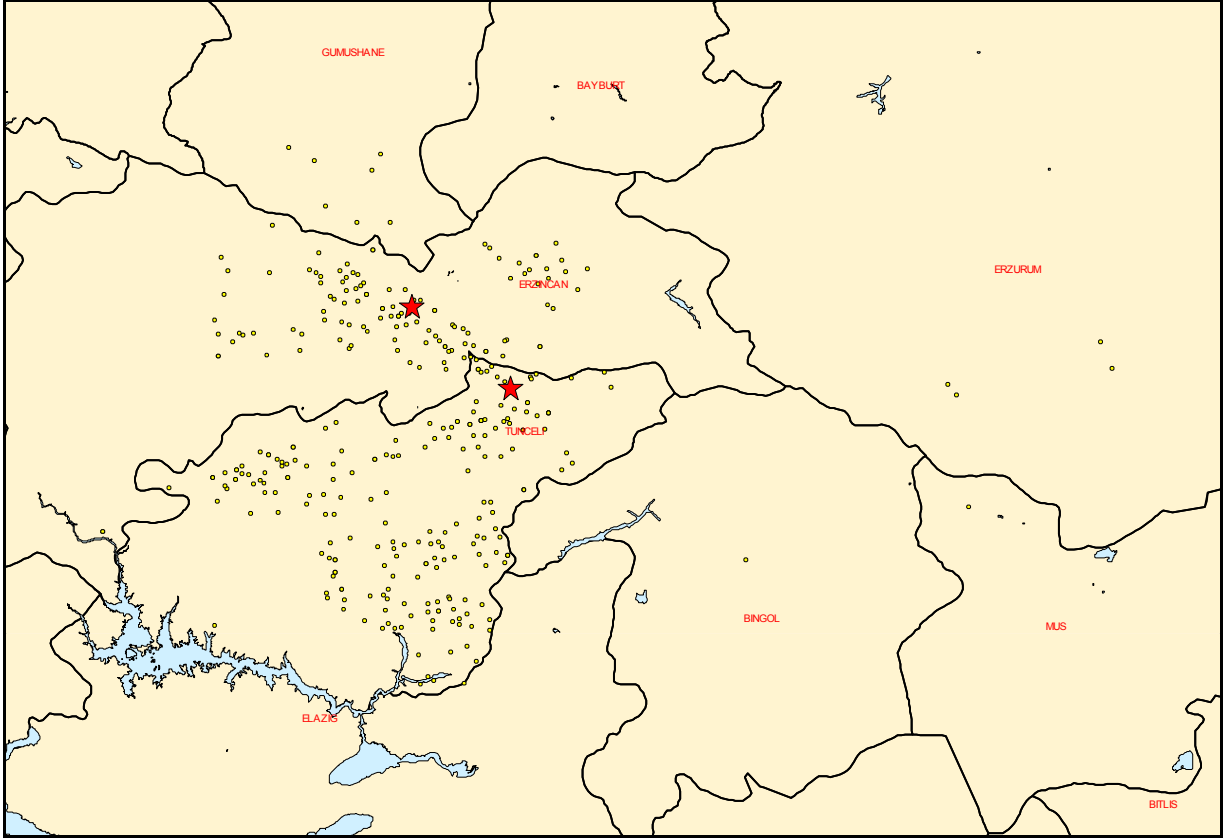 GUMUSHANE
BAYBURT
ERZURUM
ERZINCAN
TUNCELI
BINGOL
MUS
ELAZIG
BITLIS